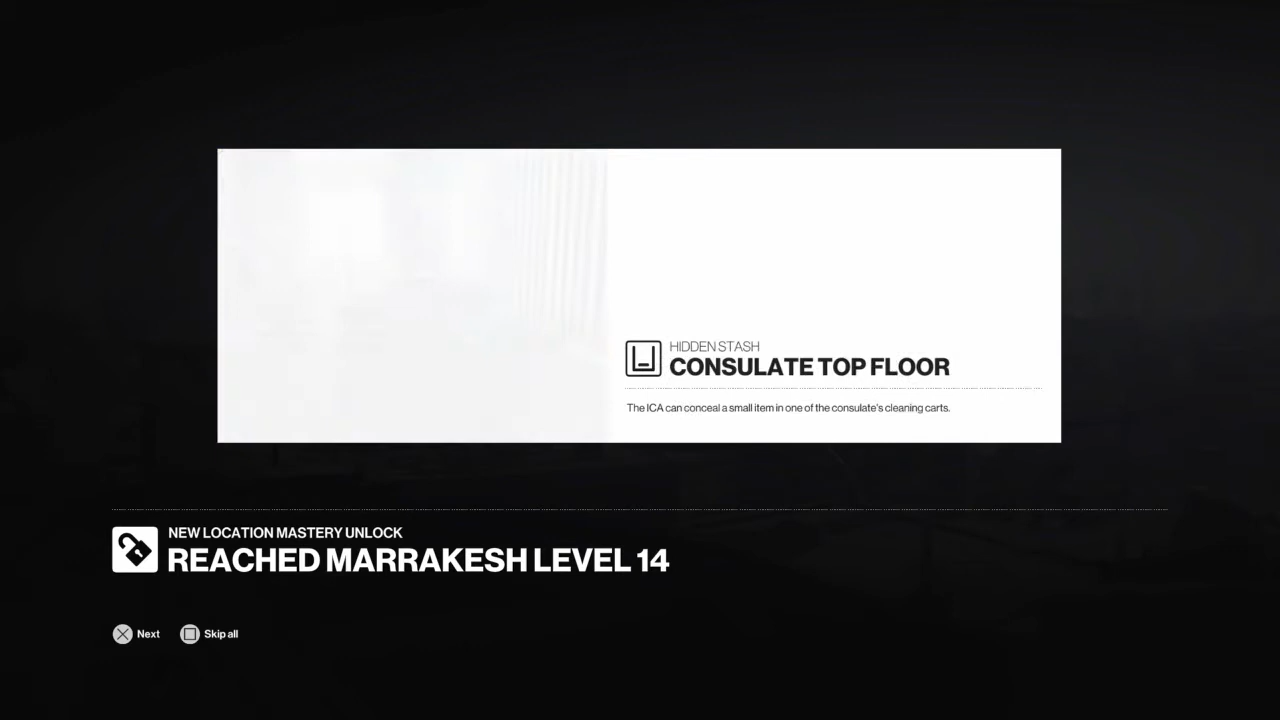 HIDDEN STASH
CONSULATE TOP FLOOR
The ICA can conceal a small item in one of the consulate's cleaning carts.
NEW LOCATION MASTERY UNLOCK
REACHED MARRAKESH LEVEL 14
Next Skip all